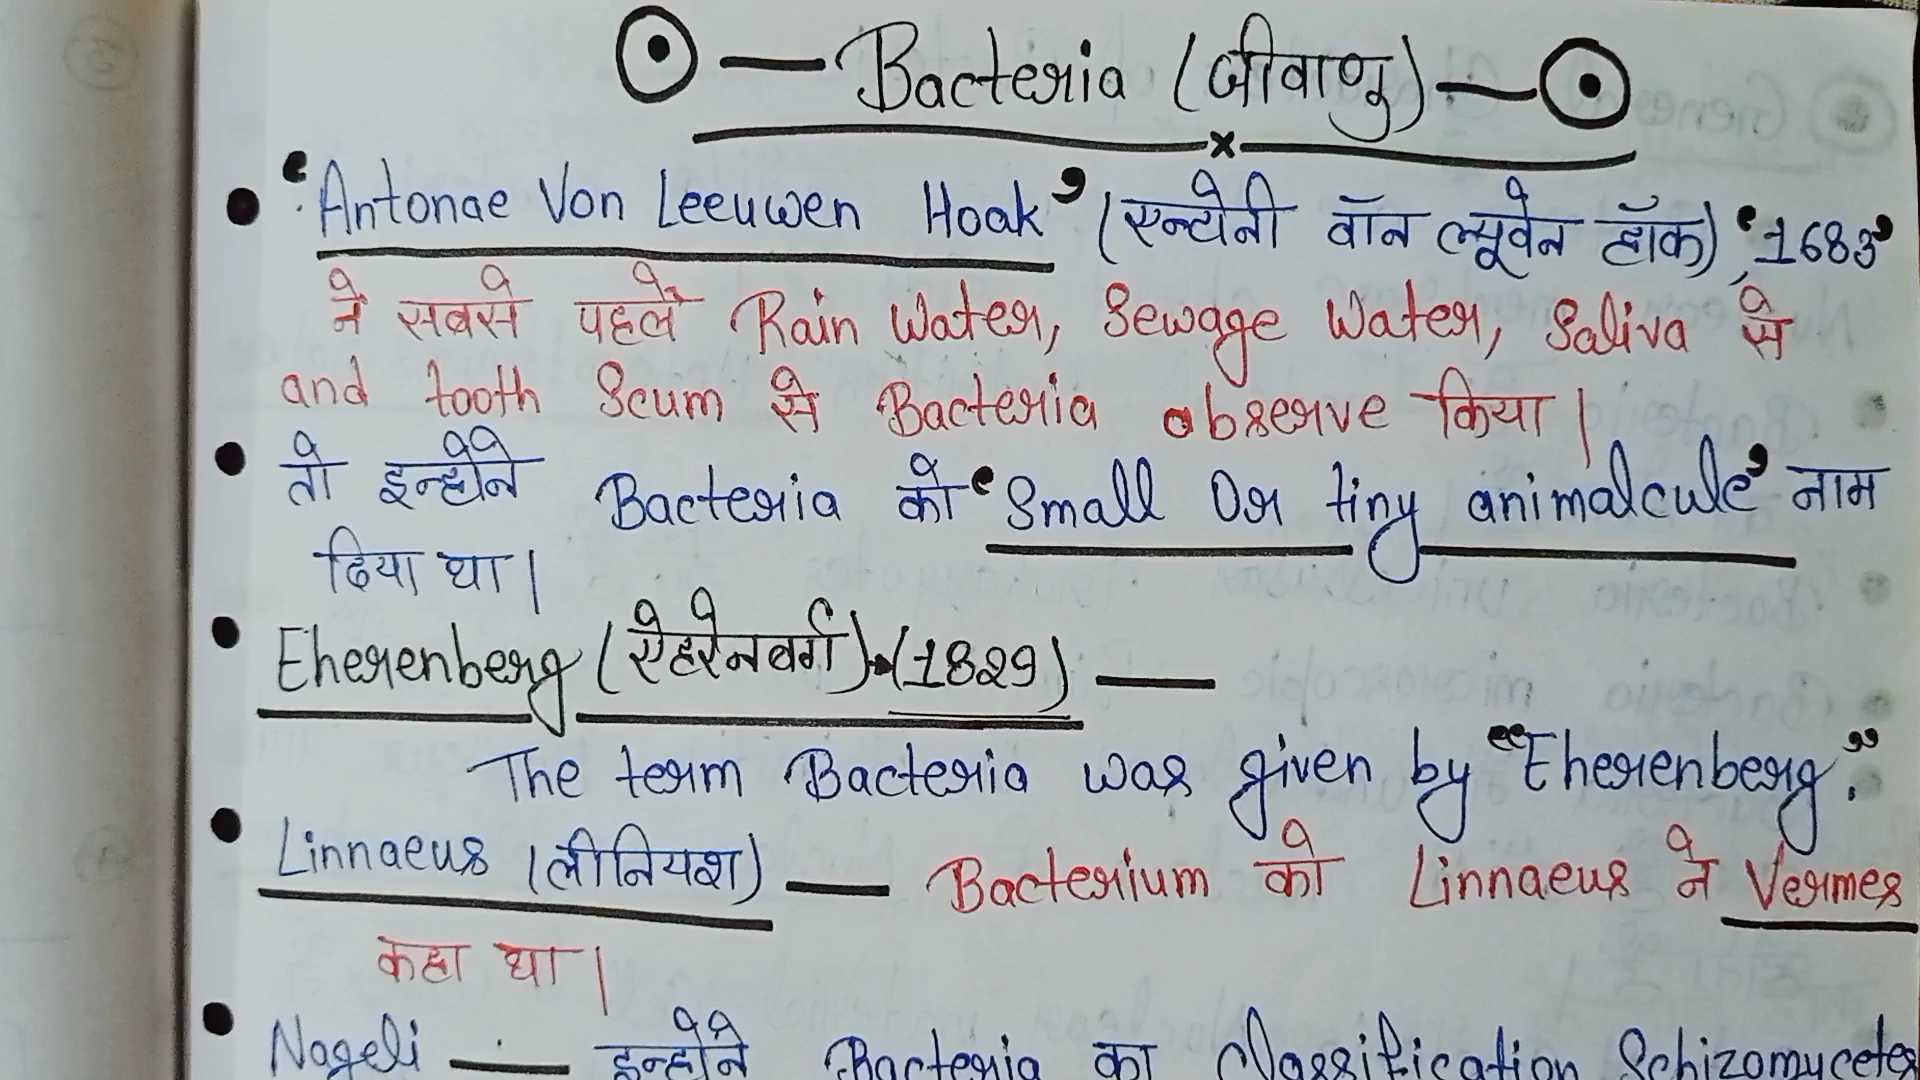 Bacteria (जीवाणु)
• 'Antonae Von Leeuwen Hoak' (एन्टोनी वॉन ल्यूवेन हॉक), '1683'
ने सबसे पहले Rain Water, Sewage Water, Saliva से
and tooth Scum से Bacteria observe किया।
• तो इन्होंने Bacteria को 'Small Or tiny animalcule' नाम
दिया था।
• Eherenberg (ऐहरेनबर्ग) (1829) —
The term Bacteria was given by "Eherenberg".
• Linnaeus (लीनियश) — Bacterium को Linnaeus ने Vermes
कहा था।
• Nageli — इन्होंने Bacteria का Classification Schizomycetes